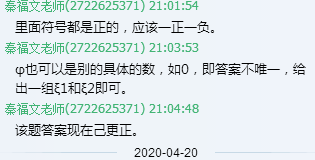 秦福文老师(2722625371) 21:01:54
里面符号都是正的，应该一正一负。
秦福文老师(2722625371) 21:03:53
φ也可以是别的具体的数，如0，即答案不唯一，给
出一组ξ1和ξ2即可。
秦福文老师(2722625371) 21:04:48
该题答案现在己更正。
2020-04-20